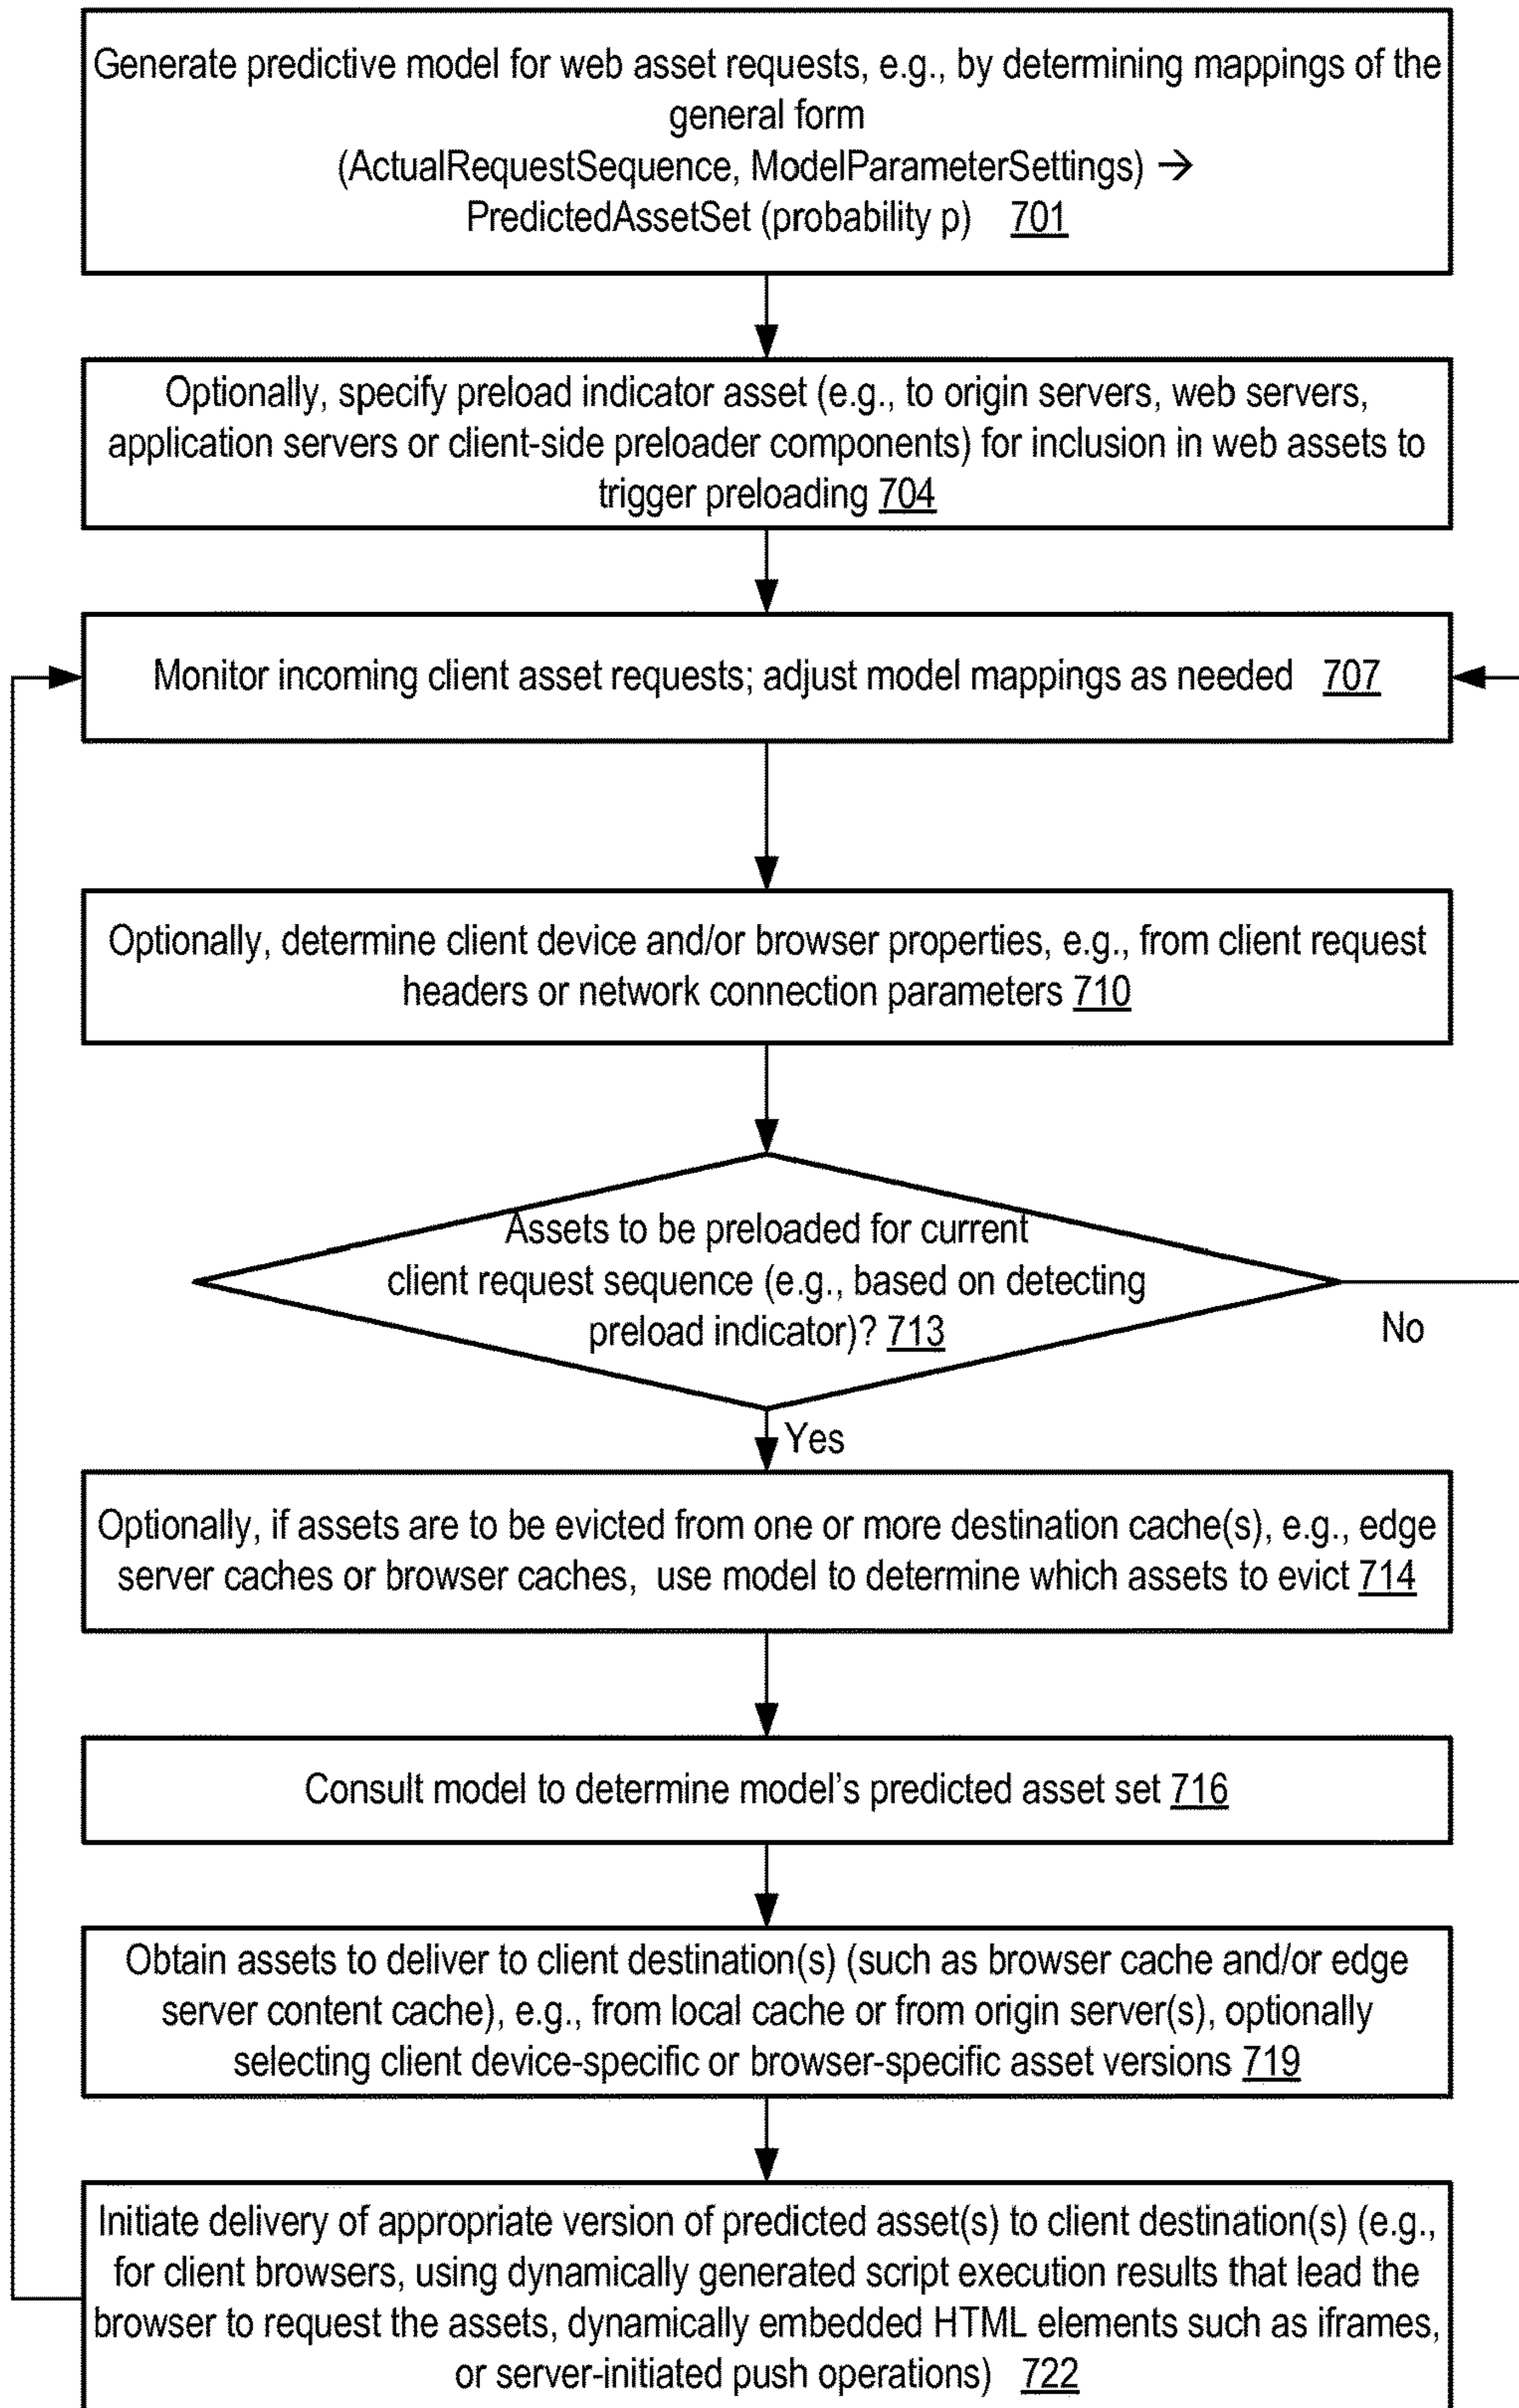 Generate predictive model for web asset requests, e.g., by determining mappings of the
general form
(ActualRequestSequence, ModelParameterSettings) →
PredictedAssetSet (probability p) 701
Optionally, specify preload indicator asset (e.g., to origin servers, web servers,
application servers or client-side preloader components) for inclusion in web assets to
trigger preloading 704
Monitor incoming client asset requests; adjust model mappings as needed 707
Optionally, determine client device and/or browser properties, e.g., from client request
headers or network connection parameters 710
Assets to be preloaded for current
client request sequence (e.g., based on detecting
preload indicator)? 713
No
Yes
Optionally, if assets are to be evicted from one or more destination cache(s), e.g., edge
server caches or browser caches, use model to determine which assets to evict 714
Consult model to determine model's predicted asset set 716
Obtain assets to deliver to client destination(s) (such as browser cache and/or edge
server content cache), e.g., from local cache or from origin server(s), optionally
selecting client device-specific or browser-specific asset versions 719
Initiate delivery of appropriate version of predicted asset(s) to client destination(s) (e.g.,
for client browsers, using dynamically generated script execution results that lead the
browser to request the assets, dynamically embedded HTML elements such as iframes,
or server-initiated push operations) 722